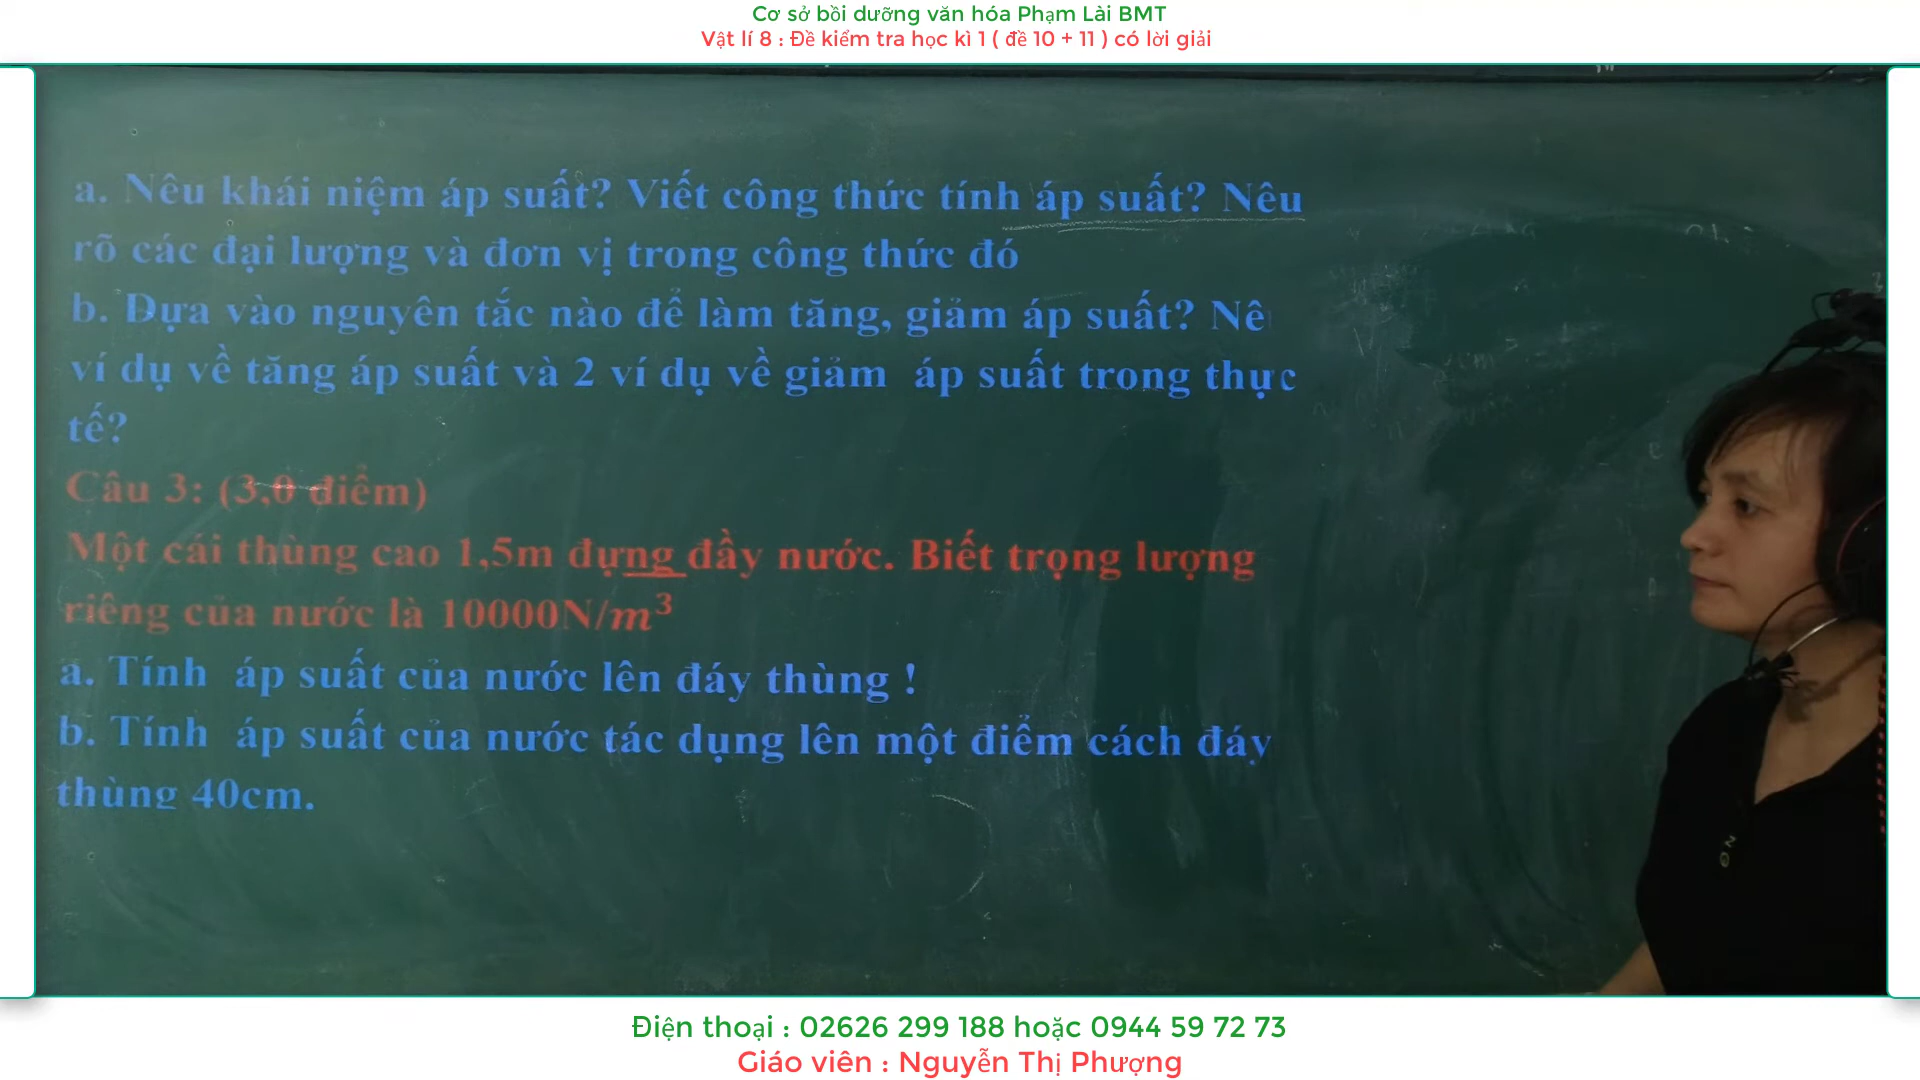 Cơ sở bồi dưỡng văn hóa Phạm Lài BMT
Vật lí 8 : Đề kiểm tra học kì 1 ( đề 10 + 11 ) có lời giải
a. Nêu khái niệm áp suất? Viết công thức tính áp suất? Nêu
rõ các đại lượng và đơn vị trong công thức đó
b. Dựa vào nguyên tắc nào để làm tăng, giảm áp suất? Nê
ví dụ về tăng áp suất và 2 ví dụ về giảm áp suất trong thực
tế?
Câu 3: (3,0 điểm)
Một cái thùng cao 1,5m đựng đầy nước. Biết trọng lượng
riêng của nước là 10000N/m³
a. Tính áp suất của nước lên đáy thùng !
b. Tính áp suất của nước tác dụng lên một điểm cách đáy
thùng 40cm.
Điện thoại : 02626 299 188 hoặc 0944 59 72 73
Giáo viên : Nguyễn Thị Phượng